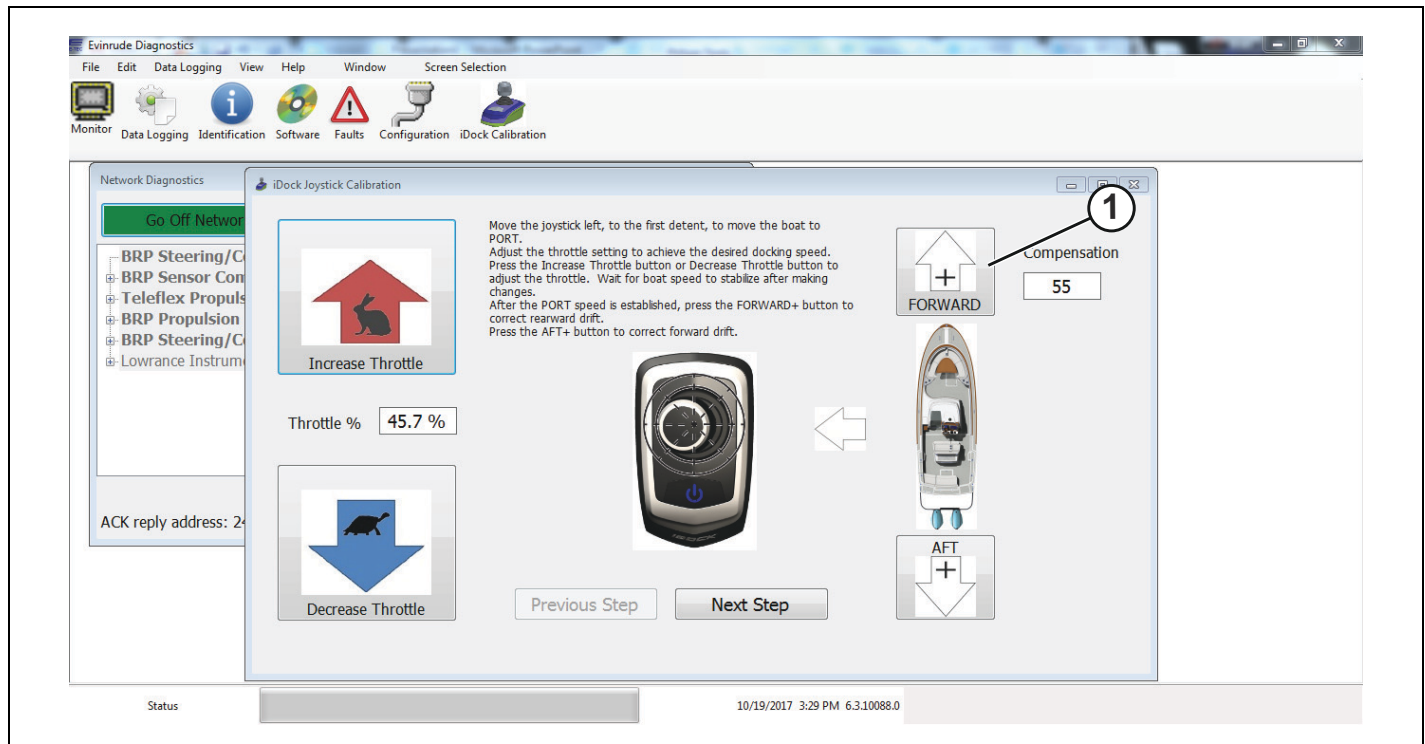 Evinrude Diagnostics
File Edit Data Logging View Help Window Screen Selection
Monitor Data Logging Identification Software Faults Configuration iDock Calibration
Network Diagnostics
Go Off Networ
BRP Steering/Co
BRP Sensor Com
Teleflex Propuls
BRP Propulsion
BRP Steering/Co
Lowrance Instrume
ACK reply address: 24
iDock Joystick Calibration
Increase Throttle
Throttle % 45.7 %
Decrease Throttle
Move the joystick left, to the first detent, to move the boat to
PORT.
Adjust the throttle setting to achieve the desired docking speed.
Press the Increase Throttle button or Decrease Throttle button to
adjust the throttle. Wait for boat speed to stabilize after making
changes.
After the PORT speed is established, press the FORWARD+ button to
correct rearward drift.
Press the AFT+ button to correct forward drift.
iDOCK
Previous Step Next Step
1
+
FORWARD
Compensation
55
AFT
+
Status 10/19/2017 3:29 PM 6.3.10088.0